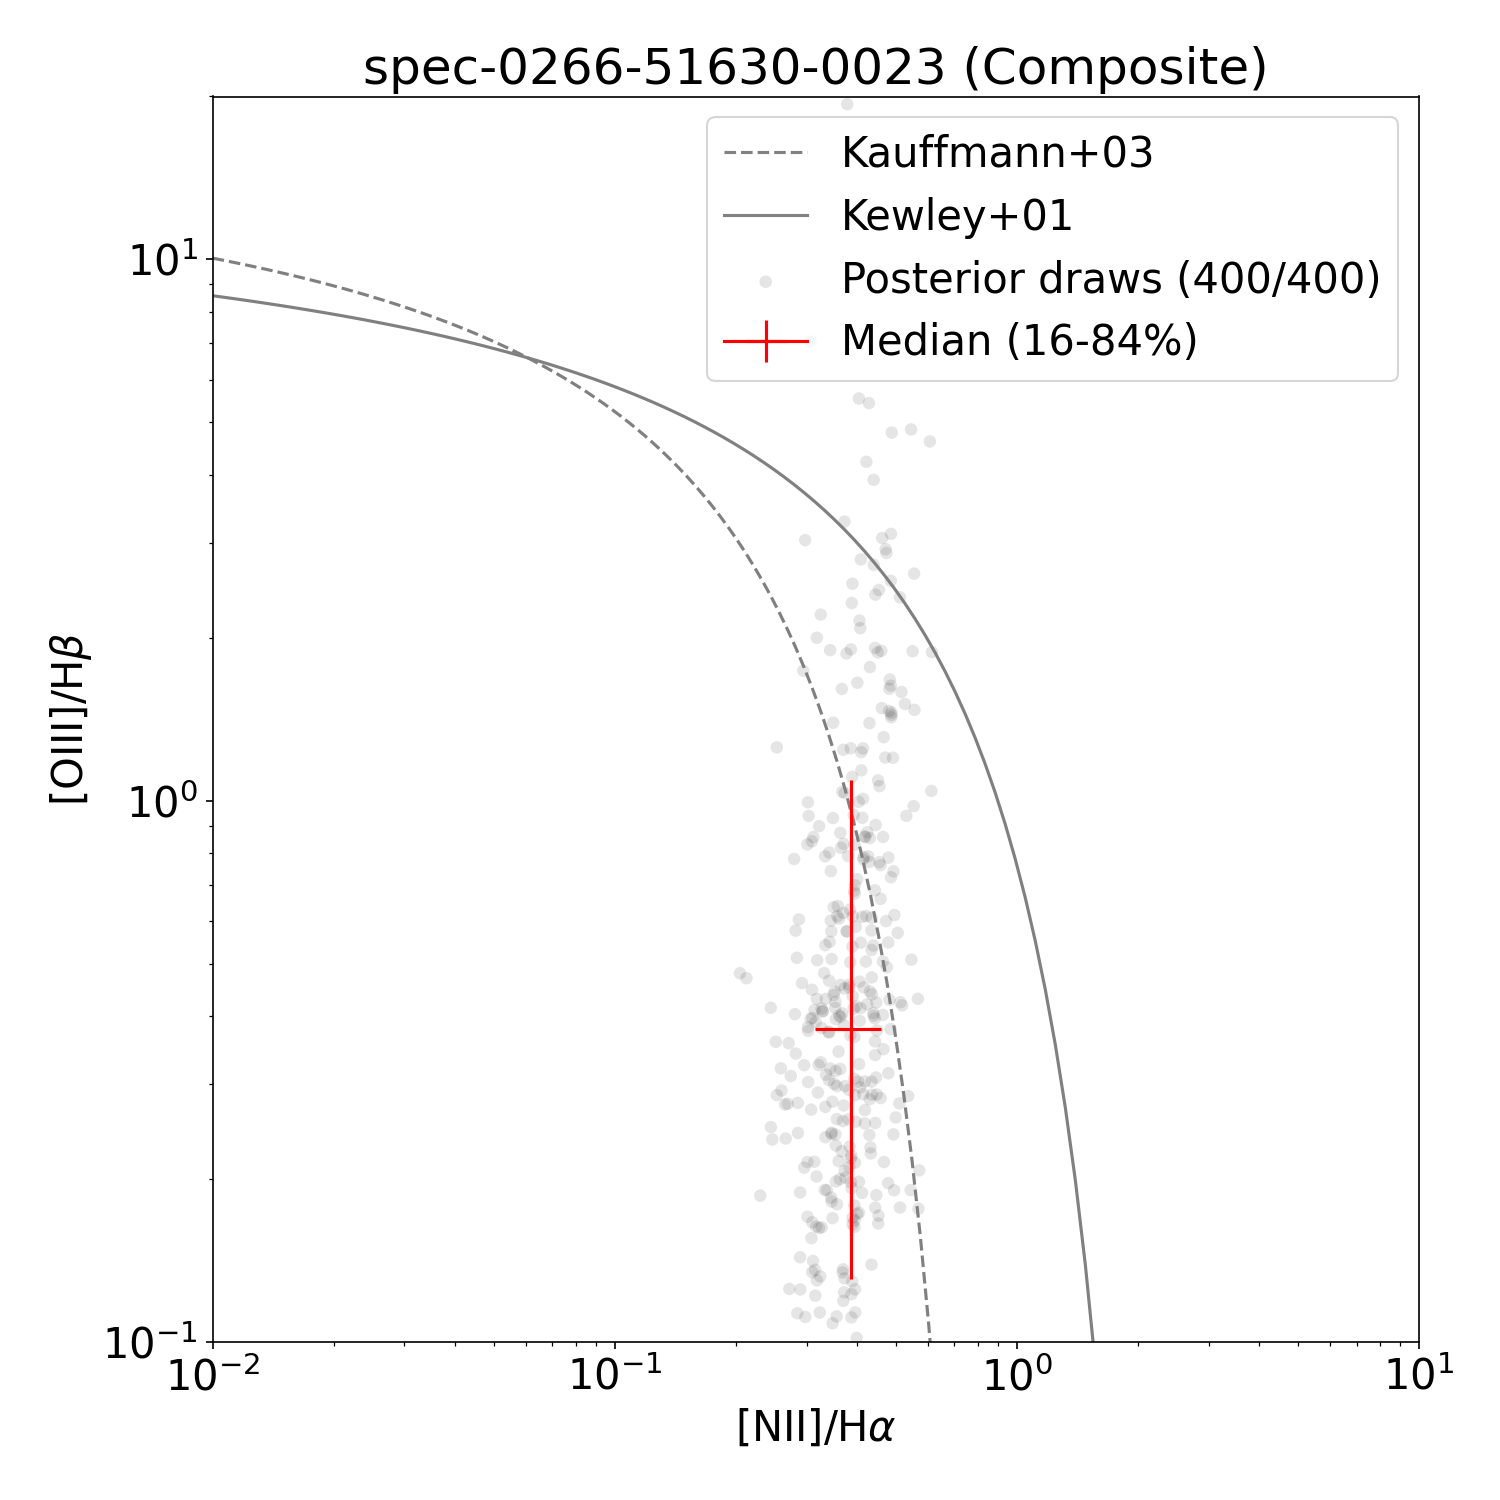 spec-0266-51630-0023 (Composite)
Kauffmann+03
Kewley+01
Posterior draws (400/400)
Median (16-84%)
10¹
10⁰
10⁻¹
[OIII]/Hβ
10⁻²
10⁻¹
10⁰
10¹
[NII]/Hα